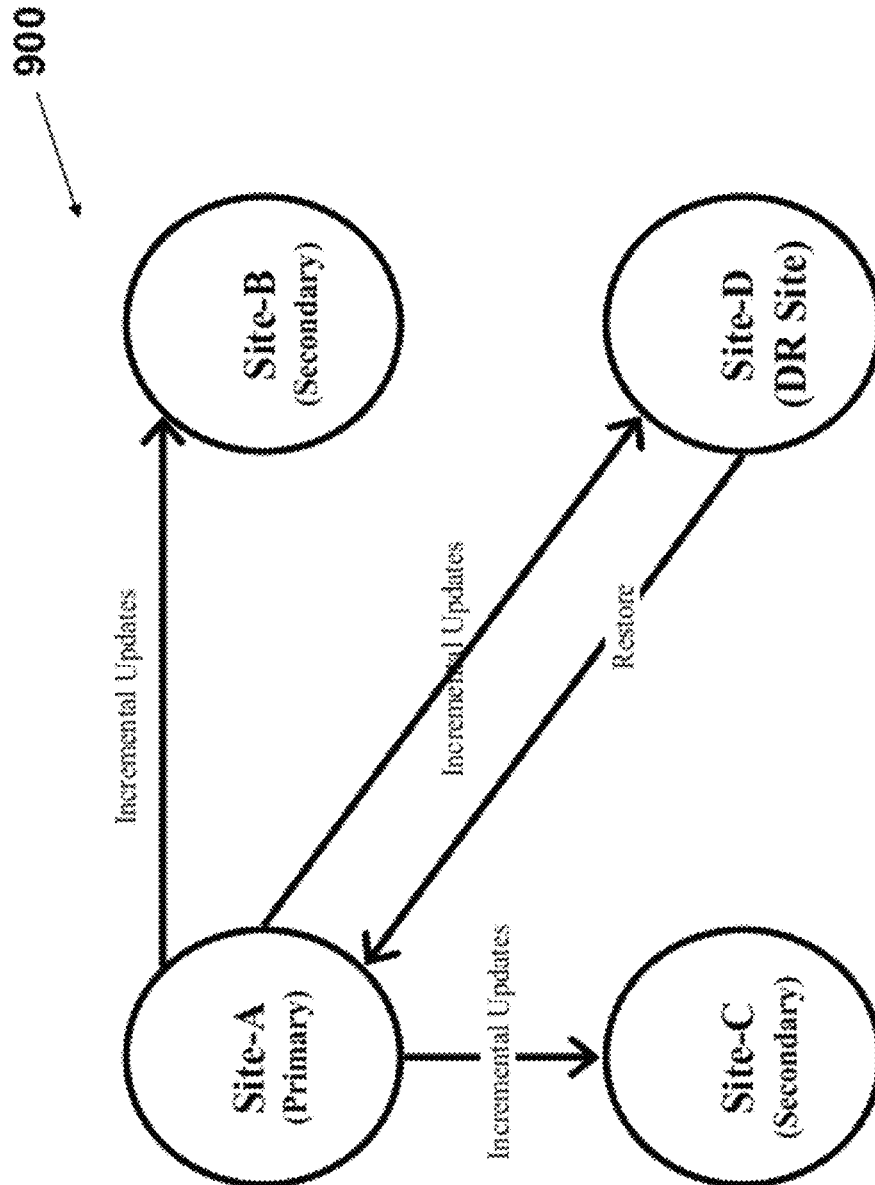 900
Site-A
(Primary)
Incremental Updates
Site-B
(Secondary)
Incremental Updates
Restore
Incremental Updates
Site-C
(Secondary)
Site-D
(DR Site)